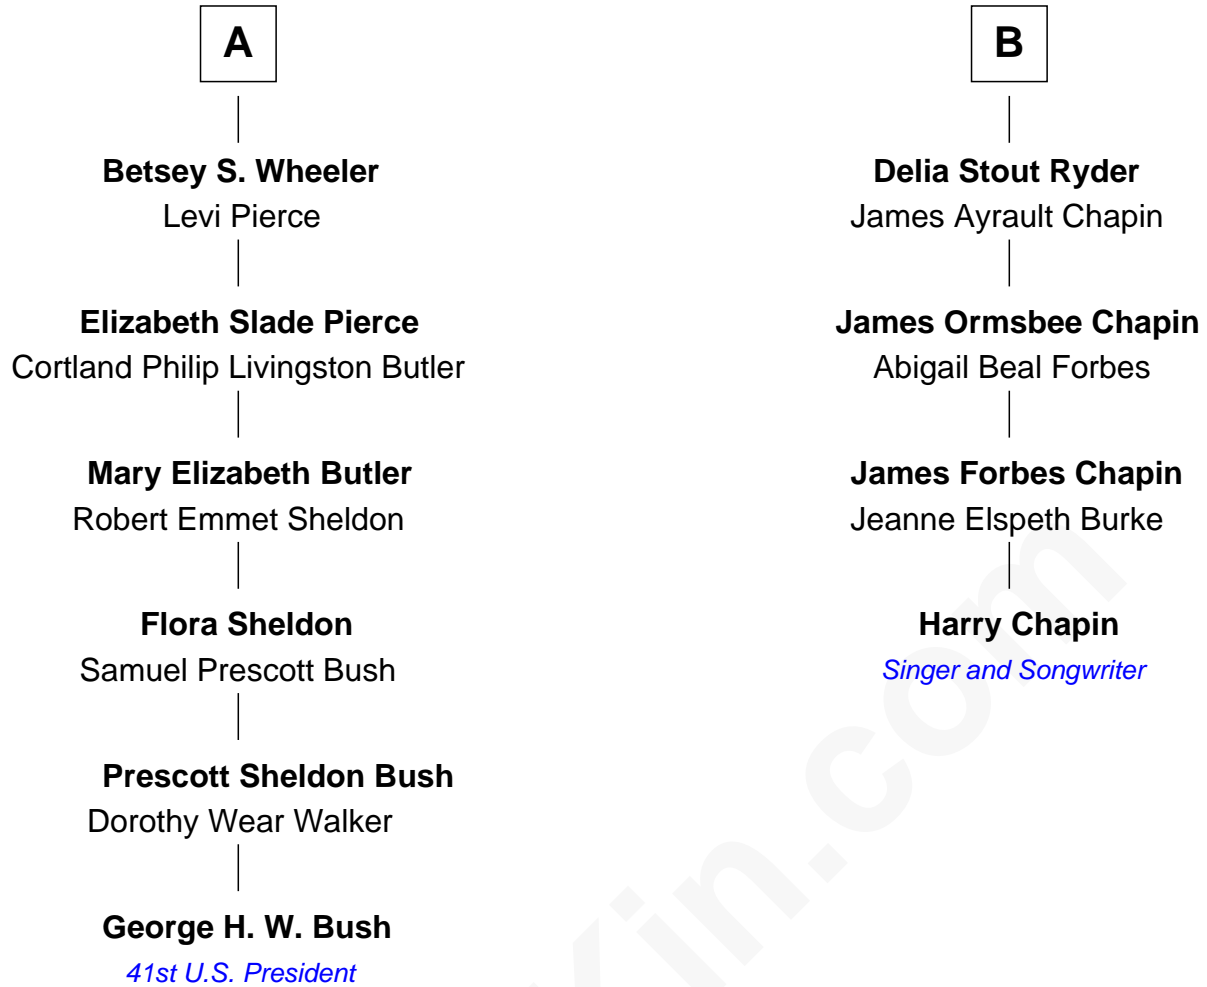 A
Betsey S. Wheeler
Levi Pierce
Elizabeth Slade Pierce
Cortland Philip Livingston Butler
Mary Elizabeth Butler
Robert Emmet Sheldon
Flora Sheldon
Samuel Prescott Bush
Prescott Sheldon Bush
Dorothy Wear Walker
George H. W. Bush
41st U.S. President
B
Delia Stout Ryder
James Ayrault Chapin
James Ormsbee Chapin
Abigail Beal Forbes
James Forbes Chapin
Jeanne Elspeth Burke
Harry Chapin
Singer and Songwriter